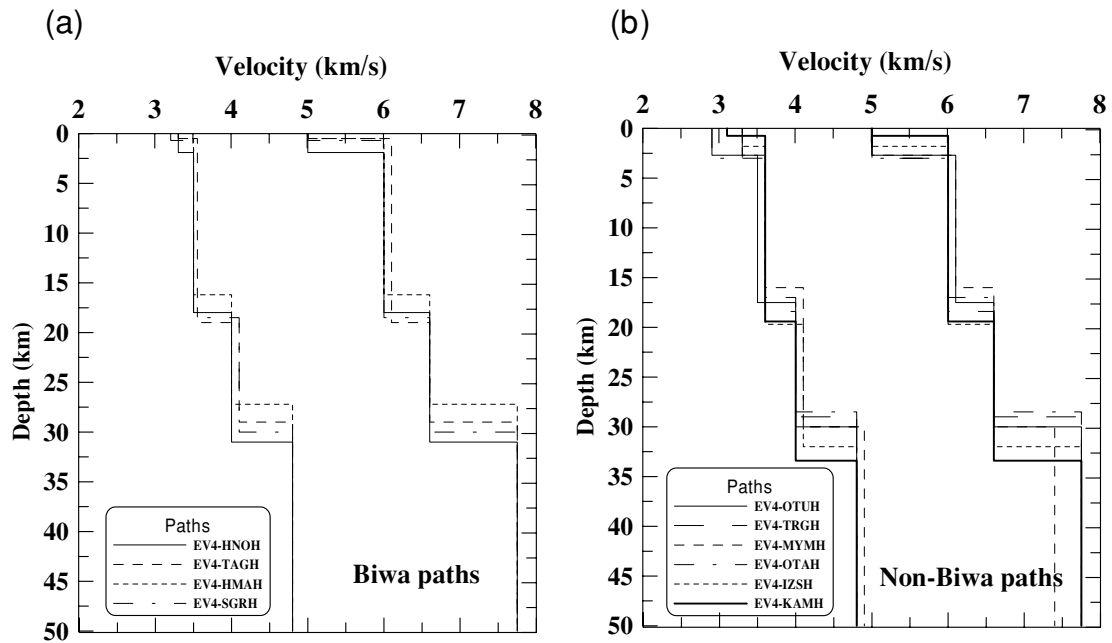 (a)
Velocity (km/s)
2 3 4 5 6 7 8
0
5
10
15
20
25
30
35
40
45
50
Depth (km)
Paths
EV4-HNOH
EV4-TAGH
EV4-HMAH
EV4-SGRH
Biwa paths
(b)
Velocity (km/s)
2 3 4 5 6 7 8
0
5
10
15
20
25
30
35
40
45
50
Depth (km)
Paths
EV4-OTUH
EV4-TRGH
EV4-MYMH
EV4-OTAH
EV4-IZSH
EV4-KAMH
Non-Biwa paths